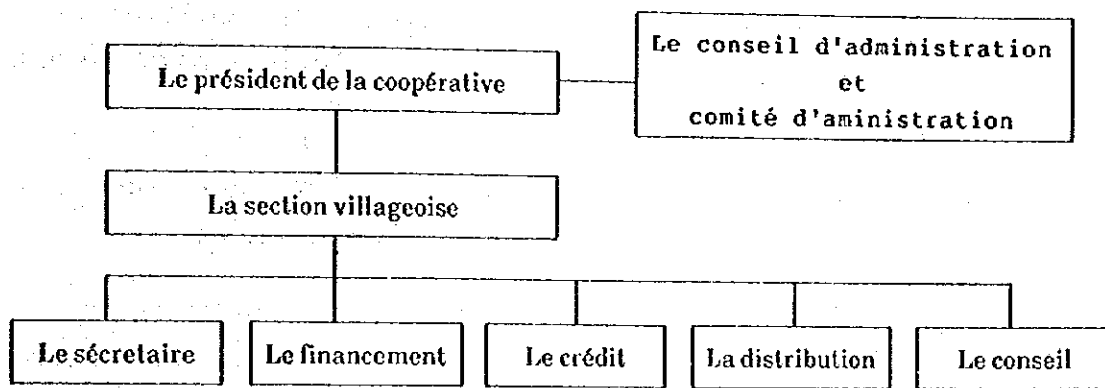 Le président de la coopérative
Le conseil d'administration
et
comité d'aministration
La section villageoise
Le sécretaire
Le financement
Le crédit
La distribution
Le conseil